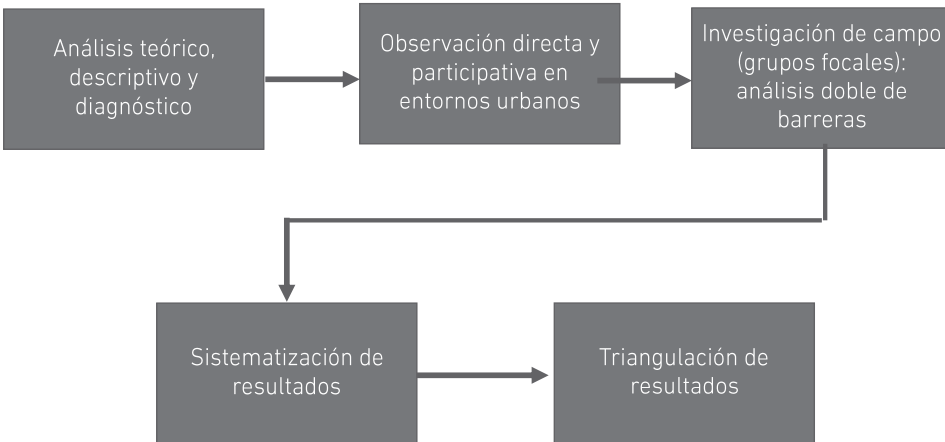 Análisis teórico,
descriptivo y
diagnóstico
Observación directa y
participativa en
entornos urbanos
Investigación de campo
(grupos focales):
análisis doble de
barreras
Sistematización de
resultados
Triangulación de
resultados